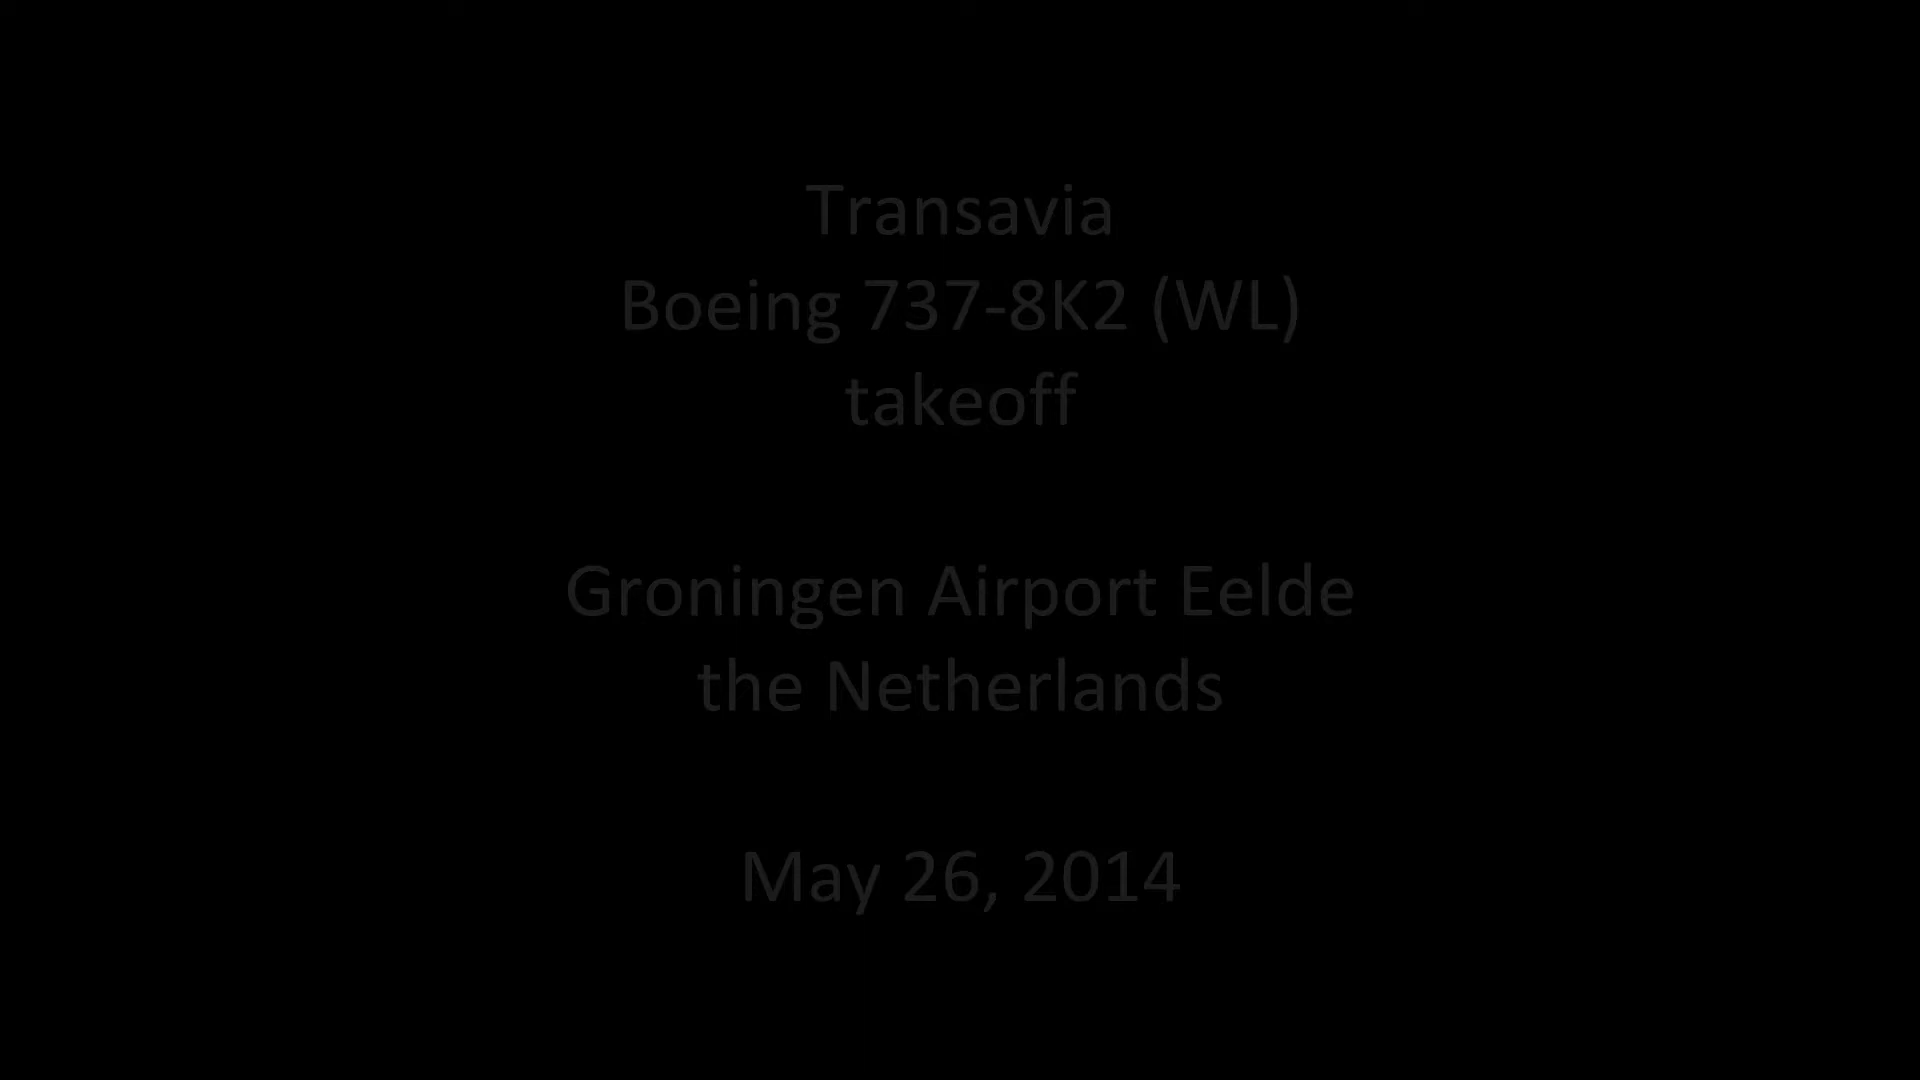 Transavia
Boeing 737-8K2 (WL)
takeoff
Groningen Airport Eelde
the Netherlands
May 26, 2014